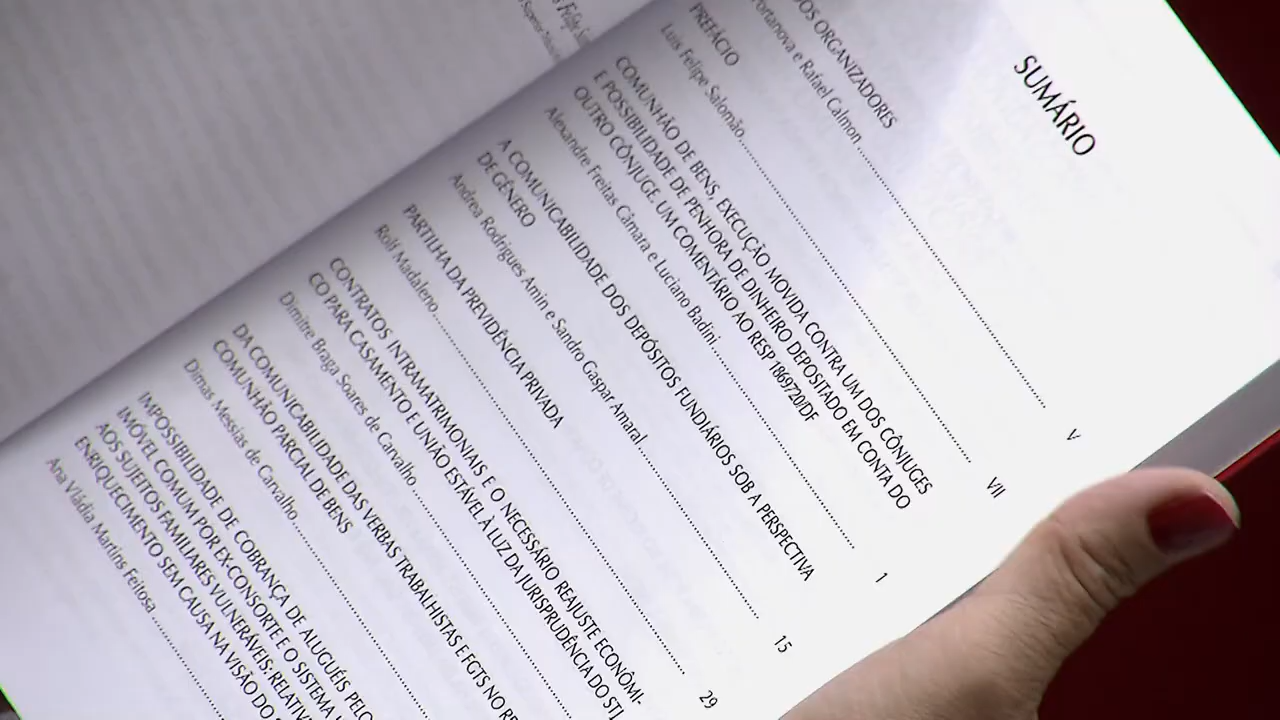 SUMÁRIO
DOS ORGANIZADORES
Portanova e Rafael Calmon ........ V
PREFÁCIO
Luis Felipe Salomão ........ VII
COMUNHÃO DE BENS, EXECUÇÃO MOVIDA CONTRA UM DOS CÔNJUGES
E POSSIBILIDADE DE PENHORA DE DINHEIRO DEPOSITADO EM CONTA DO
OUTRO CÔNJUGE. UM COMENTÁRIO AO RESP 1869720/DF
Alexandre Freitas Câmara e Luciano Badini ........ 1
A COMUNICABILIDADE DOS DEPÓSITOS FUNDIÁRIOS SOB A PERSPECTIVA
DE GÊNERO
Andrea Rodrigues Amin e Sandro Gaspar Amaral ........ 15
PARTILHA DA PREVIDÊNCIA PRIVADA
Rolf Madaleno ........ 29
CONTRATOS INTRAMATRIMONIAIS E O NECESSÁRIO REAJUSTE ECONÔMI-
CO PARA CASAMENTO E UNIÃO ESTÁVEL À LUZ DA JURISPRUDÊNCIA DO STJ
Dimitre Braga Soares de Carvalho ........
DA COMUNICABILIDADE DAS VERBAS TRABALHISTAS E FGTS NO RE
COMUNHÃO PARCIAL DE BENS
Dimas Messias de Carvalho ........
IMPOSSIBILIDADE DE COBRANÇA DE ALUGUÉIS PELO
IMÓVEL COMUM POR EX-CONSORTE E O SISTEMA
AOS SUJEITOS FAMILIARES VULNERÁVEIS: RELATIV
ENRIQUECIMENTO SEM CAUSA NA VISÃO DO
Ana Vládia Martins Feitosa ........